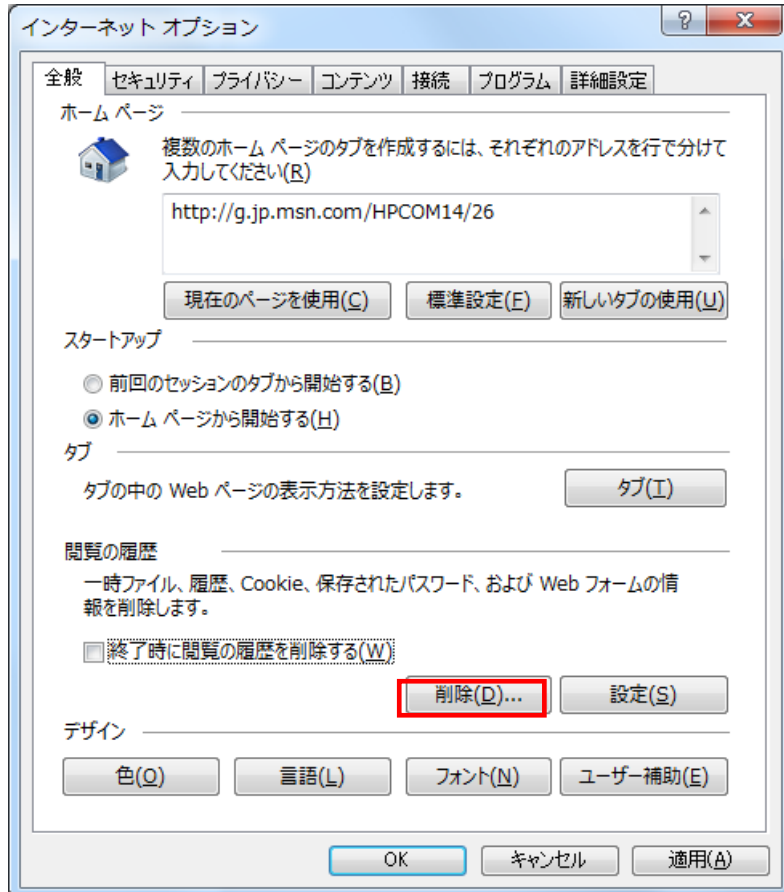 インターネット オプション
全般 セキュリティ プライバシー コンテンツ 接続 プログラム 詳細設定
ホーム ページ
複数のホーム ページのタブを作成するには、それぞれのアドレスを行で分けて
入力してください(R)
http://g.jp.msn.com/HPCOM14/26
現在のページを使用(C) 標準設定(F) 新しいタブの使用(U)
スタートアップ
前回のセッションのタブから開始する(B)
ホーム ページから開始する(H)
タブ
タブの中の Web ページの表示方法を設定します。 タブ(T)
閲覧の履歴
一時ファイル、履歴、Cookie、保存されたパスワード、および Web フォームの情
報を削除します。
終了時に閲覧の履歴を削除する(W)
削除(D)... 設定(S)
デザイン
色(O) 言語(L) フォント(N) ユーザー補助(E)
OK キャンセル 適用(A)